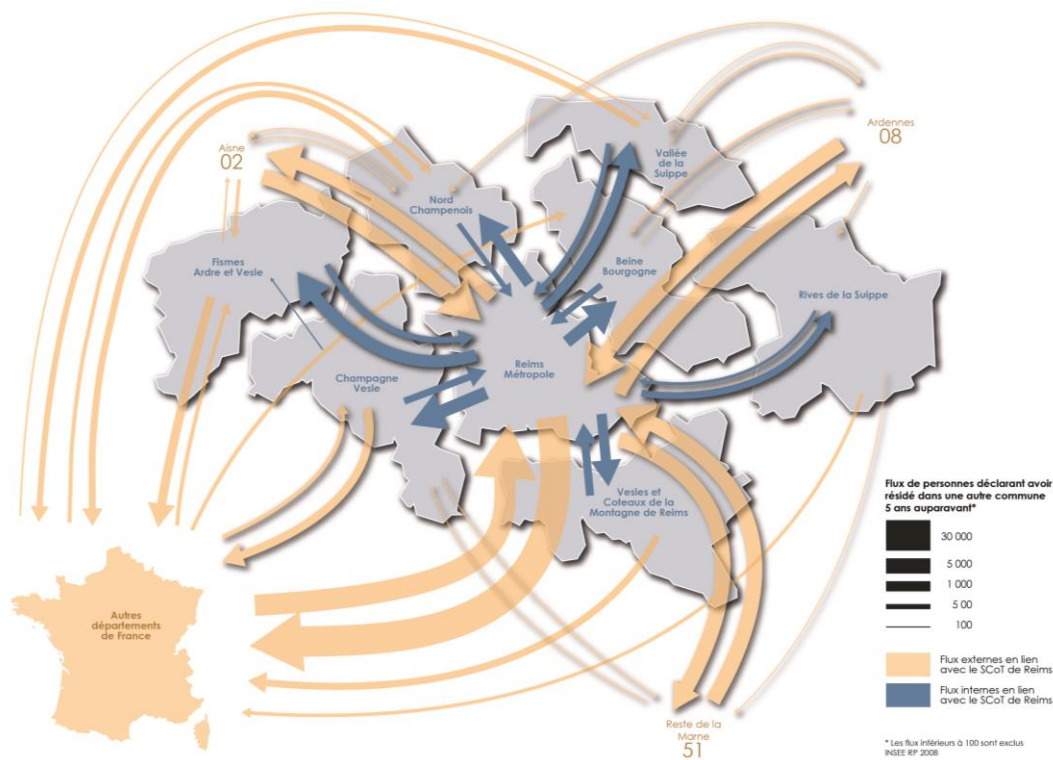 Aisne
02
Ardennes
08
Vallée
de la
Suippe
Nord
Champenois
Fismes
Ardre et Vesle
Beine
Bourgogne
Rives de la Suippe
Reims
Métropole
Champagne
Vesle
Vesles et
Coteaux de la
Montagne de Reims
Autres
départements
de France
Reste de la
Marne
51
Flux de personnes déclarant avoir
résidé dans une autre commune
5 ans auparavant*
30 000
5 000
1 000
5 00
100
Flux externes en lien
avec le SCoT de Reims
Flux internes en lien
avec le SCoT de Reims
* Les flux inférieurs à 100 sont exclus
INSEE RP 2008